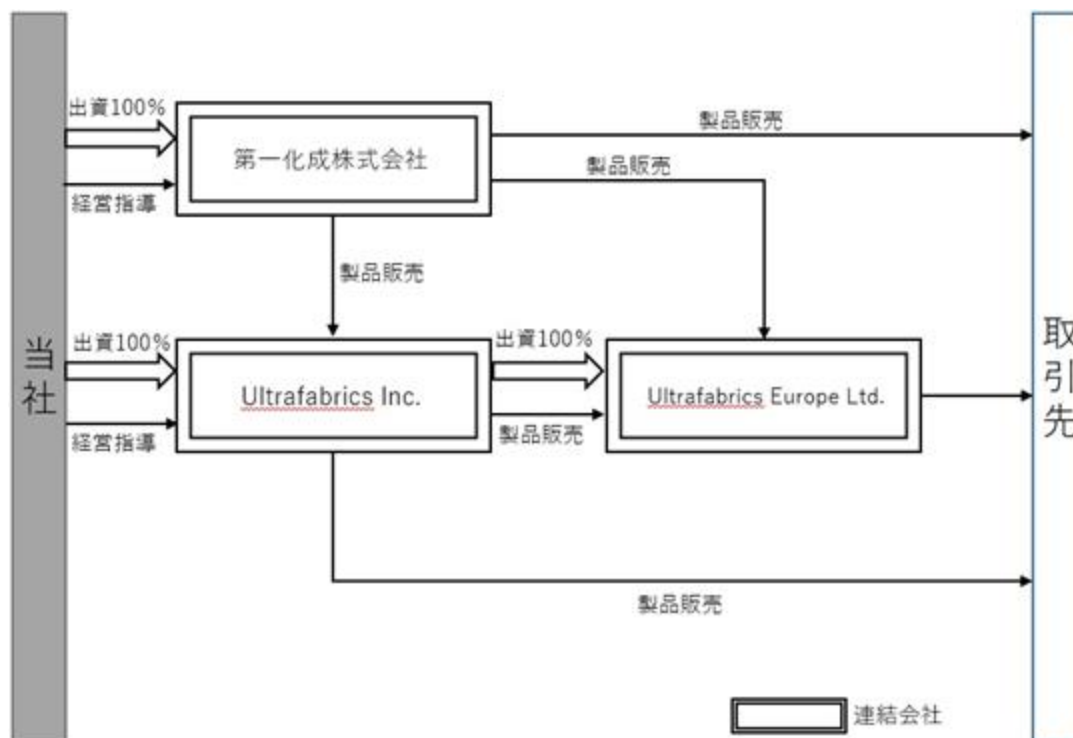 出資100%
製品販売
第一化成株式会社
製品販売
経営指導
製品販売
当社
出資100%
出資100%
取引先
Ultrafabrics Inc.
Ultrafabrics Europe Ltd.
経営指導
製品販売
製品販売
連結会社